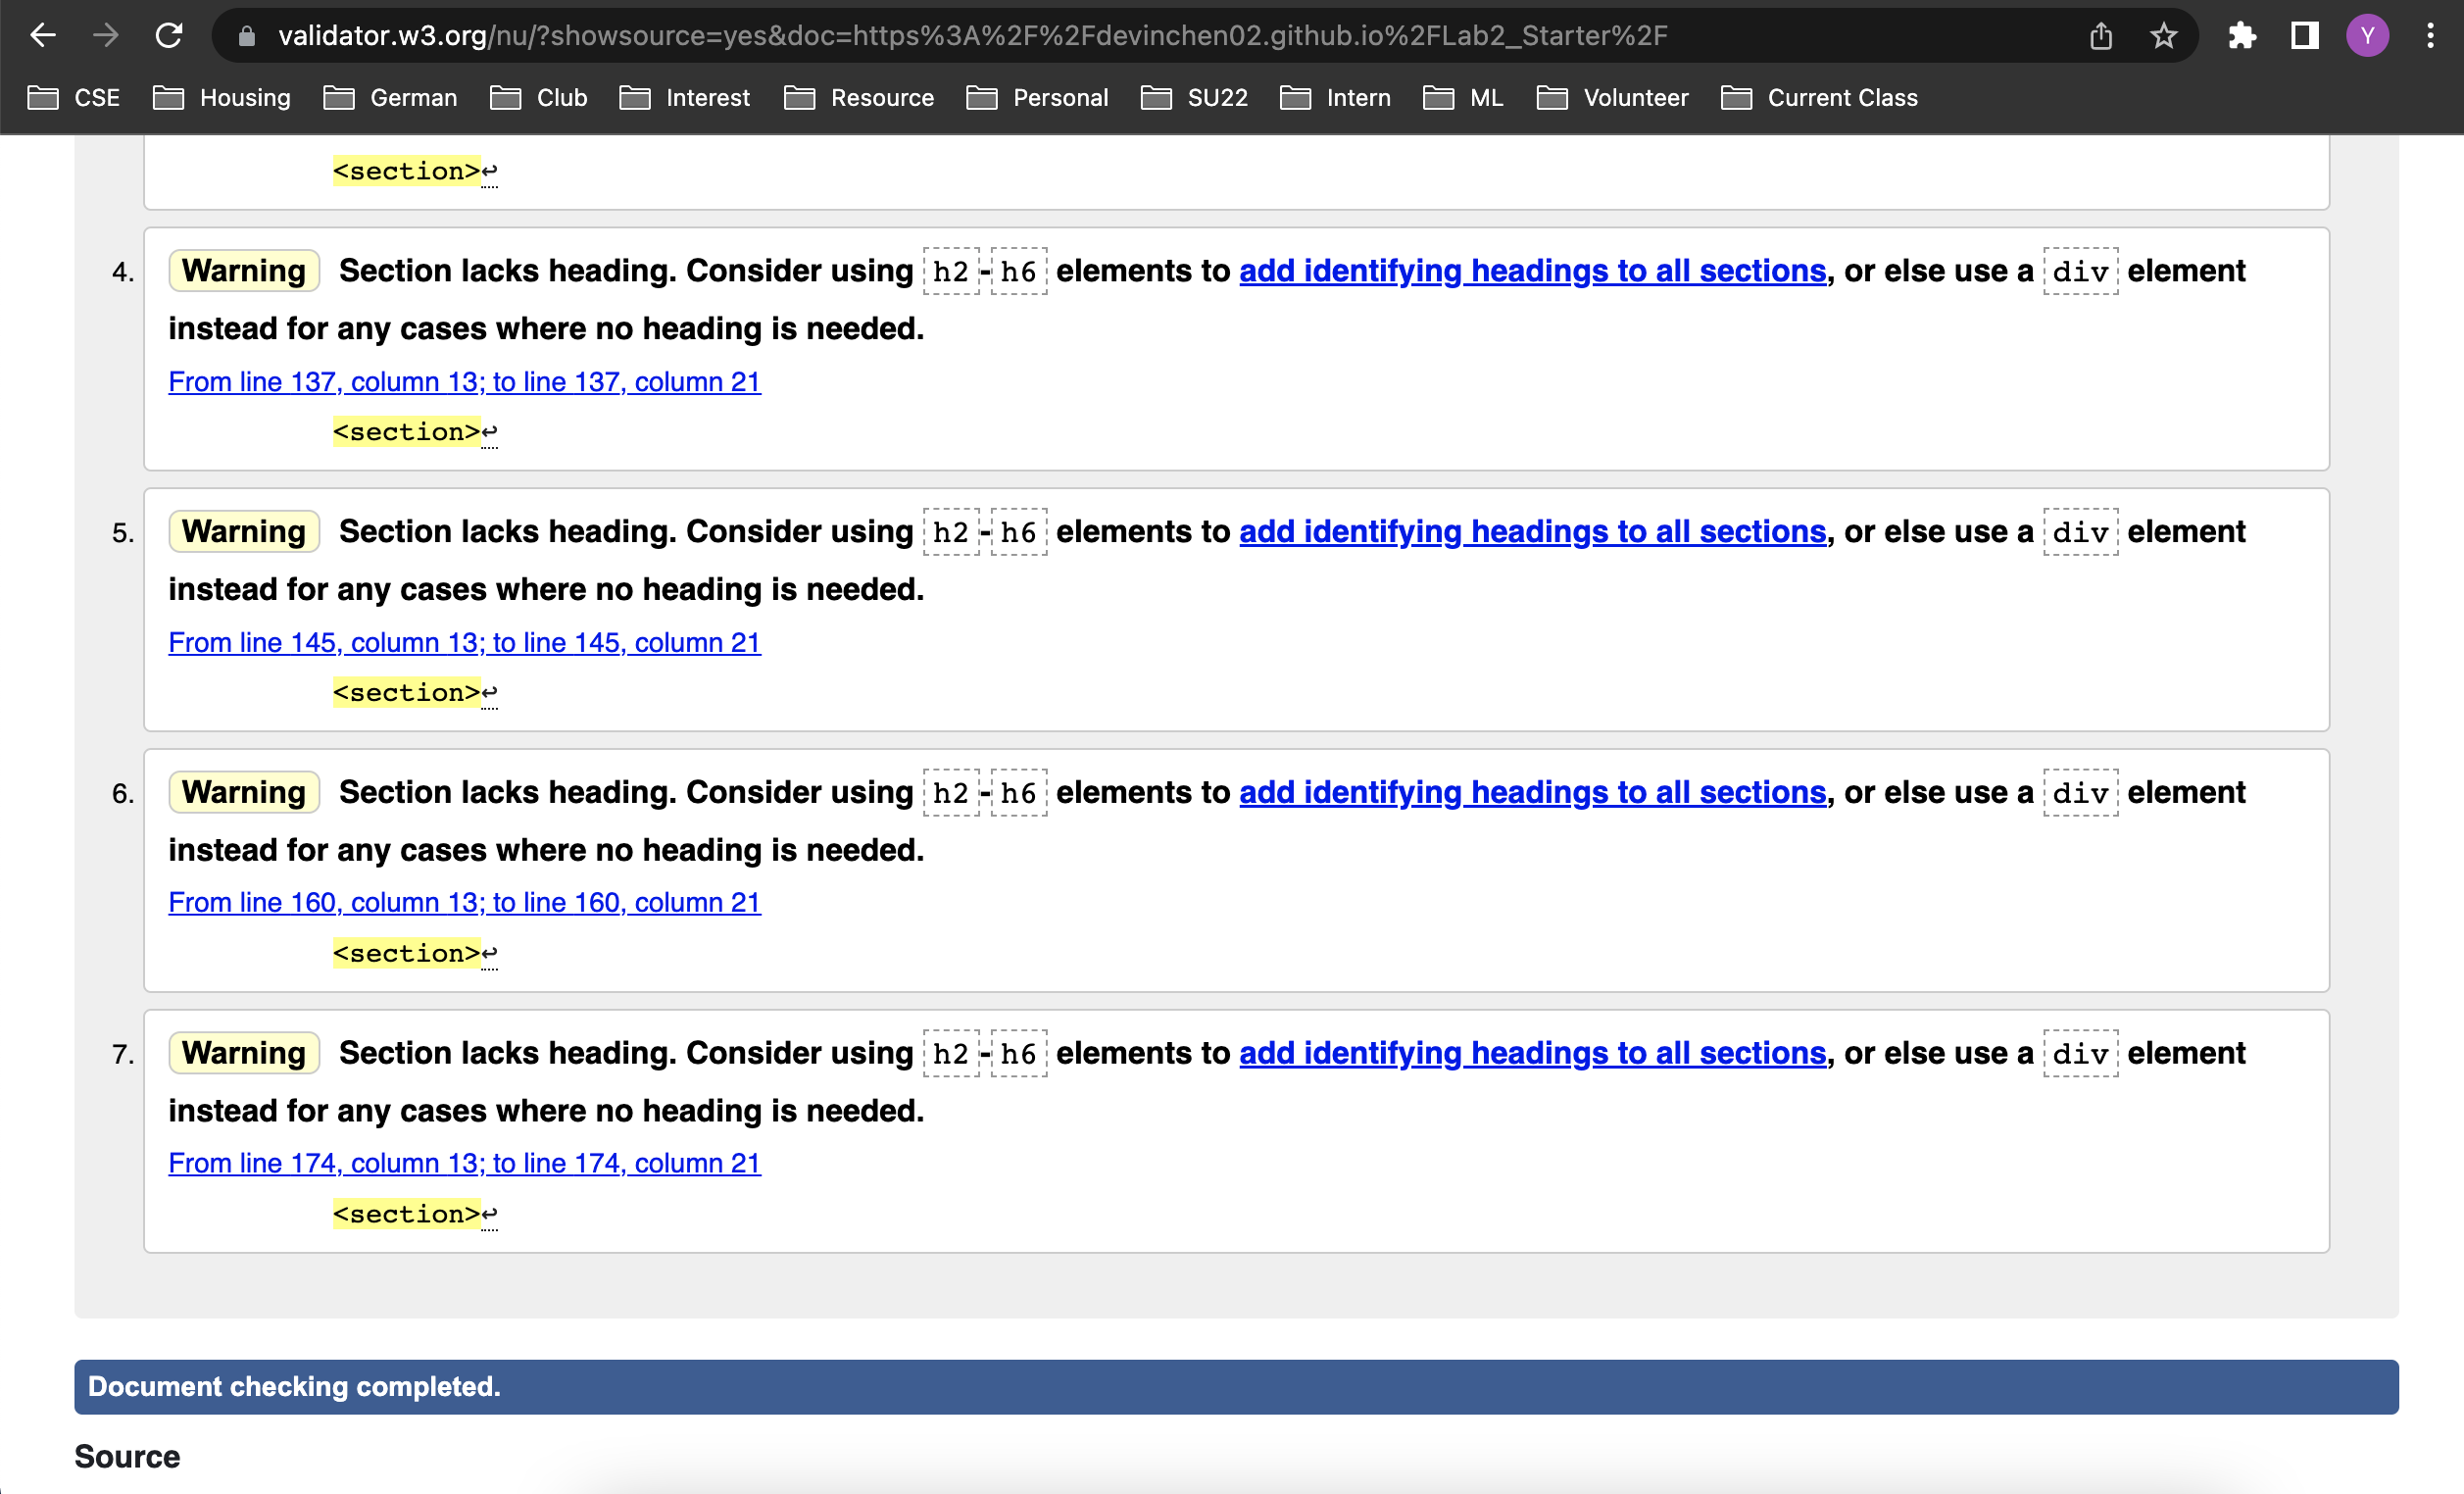 validator.w3.org/nu/?showsource=yes&doc=https%3A%2F%2Fdevinchen02.github.io%2FLab2_Starter%2F
Y
CSE Housing German Club Interest Resource Personal SU22 Intern ML Volunteer Current Class
<section>↩
4. Warning Section lacks heading. Consider using h2-h6 elements to add identifying headings to all sections, or else use a div element
instead for any cases where no heading is needed.
From line 137, column 13; to line 137, column 21
<section>↩
5. Warning Section lacks heading. Consider using h2-h6 elements to add identifying headings to all sections, or else use a div element
instead for any cases where no heading is needed.
From line 145, column 13; to line 145, column 21
<section>↩
6. Warning Section lacks heading. Consider using h2-h6 elements to add identifying headings to all sections, or else use a div element
instead for any cases where no heading is needed.
From line 160, column 13; to line 160, column 21
<section>↩
7. Warning Section lacks heading. Consider using h2-h6 elements to add identifying headings to all sections, or else use a div element
instead for any cases where no heading is needed.
From line 174, column 13; to line 174, column 21
<section>↩
Document checking completed.
Source